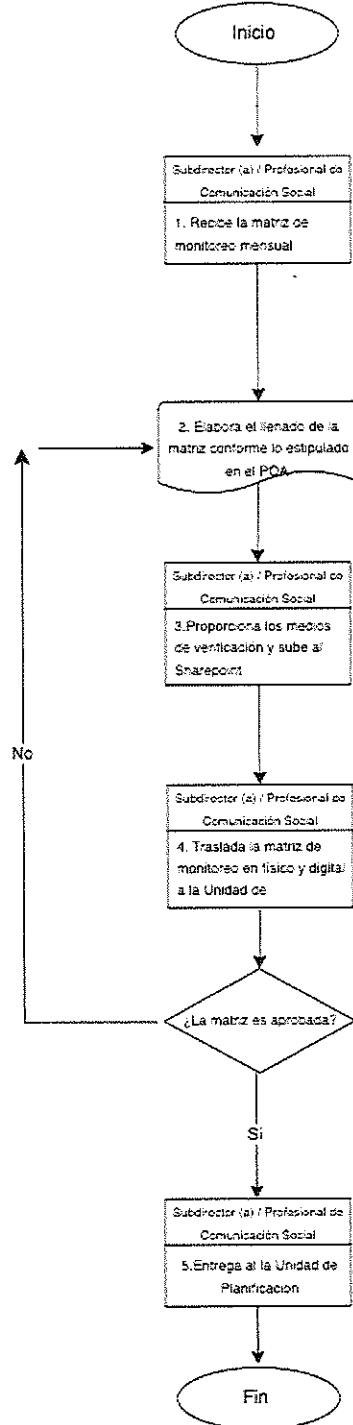 Inicio
Subdirector (a) / Profesional de
Comunicación Social
1. Recibe la matriz de
monitoreo mensual
2. Elabora el llenado de la
matriz conforme lo estipulado
en el POA
Subdirector (a) / Profesional de
Comunicación Social
3.Proporciona los medios
de verificación y sube al
Sharepoint
No
Subdirector (a) / Profesional de
Comunicación Social
4. Traslada la matriz de
monitoreo en físico y digital
a la Unidad de
¿La matriz es aprobada?
Sí
Subdirector (a) / Profesional de
Comunicación Social
5.Entrega al la Unidad de
Planificacion
Fin